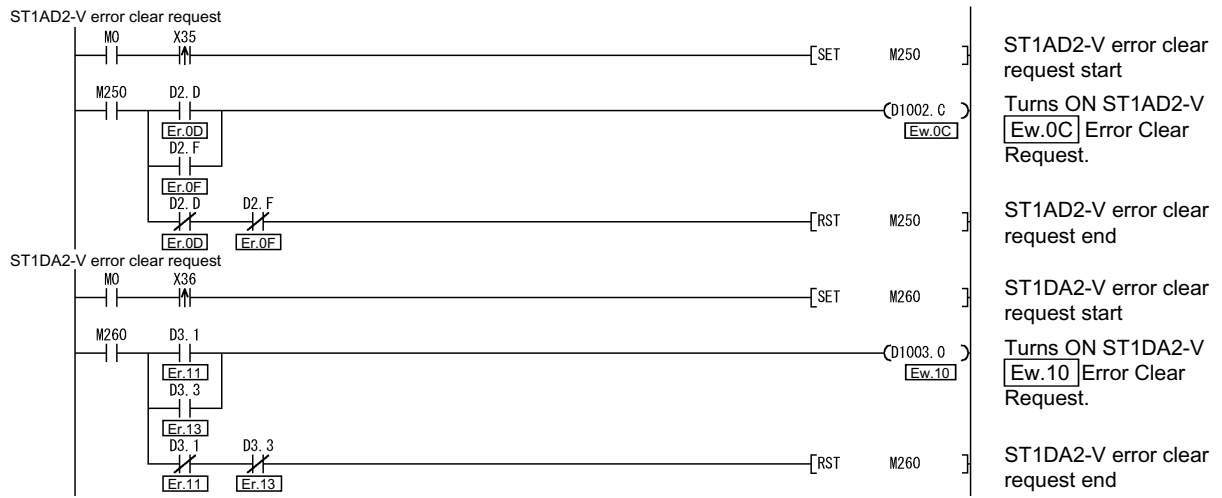 ST1AD2-V error clear request
M0 X35
SET M250
ST1AD2-V error clear
request start
M250 D2.D
D1002.C
Er.0D
Ew.0C
Turns ON ST1AD2-V
Ew.0C Error Clear
Request.
D2.F
Er.0F
D2.D D2.F
RST M250
Er.0D Er.0F
ST1AD2-V error clear
request end
ST1DA2-V error clear request
M0 X36
SET M260
ST1DA2-V error clear
request start
M260 D3.1
D1003.0
Er.11
Ew.10
Turns ON ST1DA2-V
Ew.10 Error Clear
Request.
D3.3
Er.13
D3.1 D3.3
RST M260
Er.11 Er.13
ST1DA2-V error clear
request end